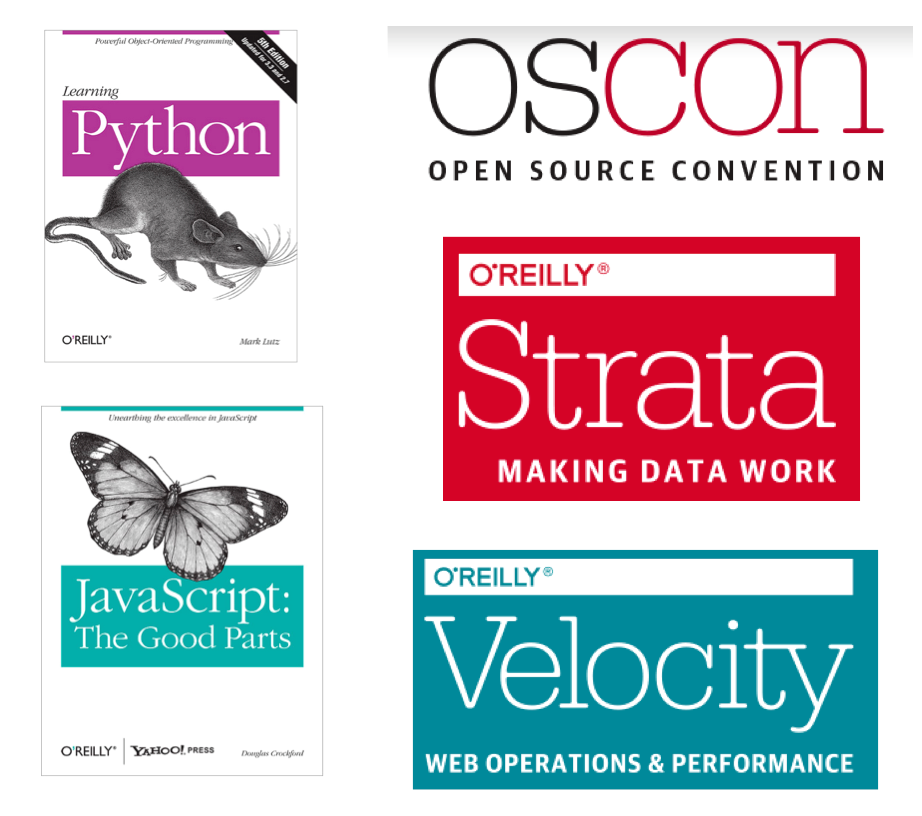 Powerful Object-Oriented Programming
5th Edition
Updated for 3.3 and 2.7
Learning
Python
O'REILLY®
Mark Lutz
Unearthing the excellence in JavaScript
JavaScript:
The Good Parts
O'REILLY® YAHOO! PRESS
Douglas Crockford
OSCON
OPEN SOURCE CONVENTION
O'REILLY®
Strata
MAKING DATA WORK
O'REILLY®
Velocity
WEB OPERATIONS & PERFORMANCE